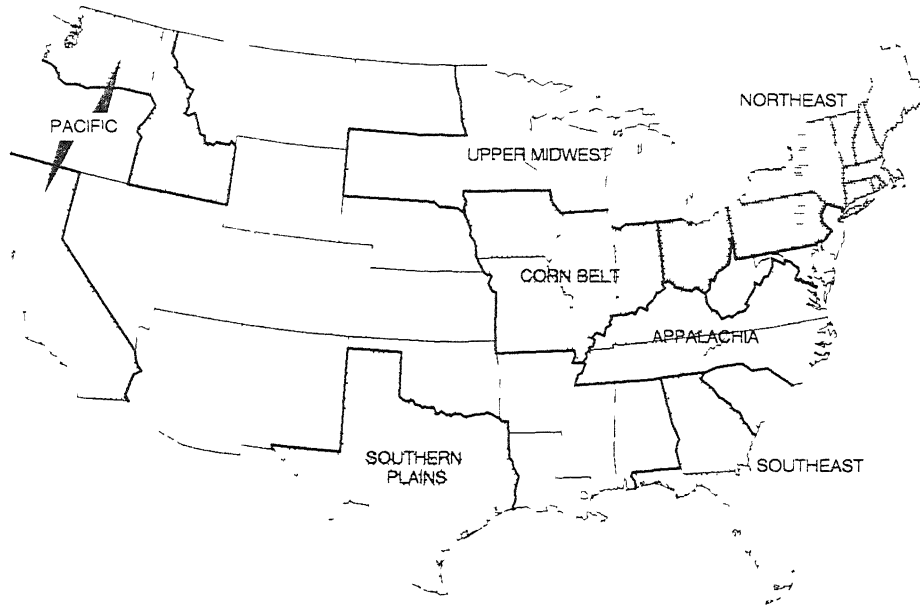 NORTHEAST
PACIFIC
UPPER MIDWEST
CORN BELT
APPALACHIA
SOUTHERN
PLAINS
SOUTHEAST